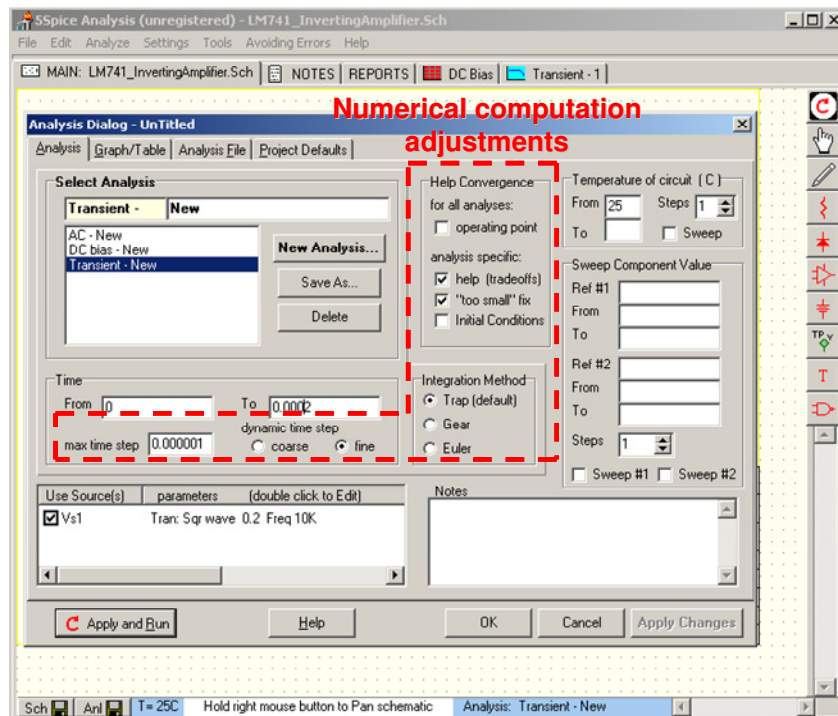 5Spice Analysis (unregistered) - LM741_InvertingAmplifier.Sch
File Edit Analyze Settings Tools Avoiding Errors Help
MAIN: LM741_InvertingAmplifier.Sch NOTES REPORTS DC Bias Transient - 1
Numerical computation
adjustments
Analysis Dialog - UnTitled
Analysis Graph/Table Analysis File Project Defaults
Select Analysis
Transient - New
AC - New
DC bias - New
Transient - New
New Analysis...
Save As...
Delete
Help Convergence
for all analyses:
operating point
analysis specific:
help (tradeoffs)
"too small" fix
Initial Conditions
Temperature of circuit ( C )
From 25 Steps 1
To Sweep
Sweep Component Value
Ref #1
From
To
Ref #2
From
To
Steps 1
Sweep #1 Sweep #2
Time
From 0 To 0.0002
dynamic time step
max time step 0.000001 coarse fine
Integration Method
Trap (default)
Gear
Euler
Use Source(s) parameters (double click to Edit)
Vs1 Tran: Sqr wave 0.2 Freq 10K
Notes
Apply and Run Help OK Cancel Apply Changes
TP v
T
Sch Anl T= 25C Hold right mouse button to Pan schematic Analysis: Transient - New